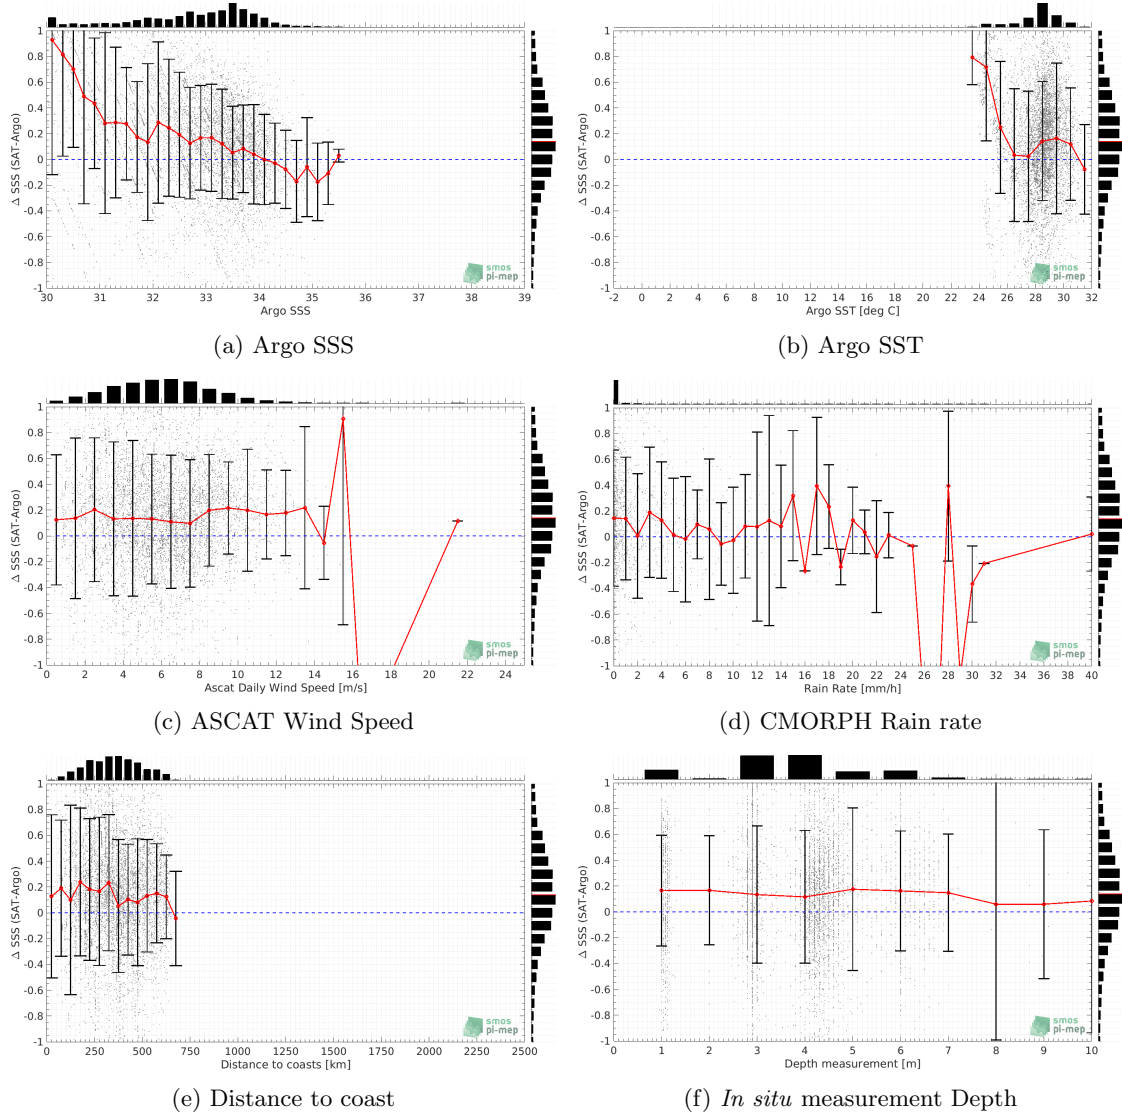 Δ SSS (SAT-Argo)
1
0.8
0.6
0.4
0.2
0
-0.2
-0.4
-0.6
-0.8
-1
30 31 32 33 34 35 36 37 38 39
Argo SSS
smos
pi-mep
(a) Argo SSS
Δ SSS (SAT-Argo)
1
0.8
0.6
0.4
0.2
0
-0.2
-0.4
-0.6
-0.8
-1
-2 0 2 4 6 8 10 12 14 16 18 20 22 24 26 28 30 32
Argo SST [deg C]
smos
pi-mep
(b) Argo SST
Δ SSS (SAT-Argo)
1
0.8
0.6
0.4
0.2
0
-0.2
-0.4
-0.6
-0.8
-1
0 2 4 6 8 10 12 14 16 18 20 22 24
Ascat Daily Wind Speed [m/s]
smos
pi-mep
(c) ASCAT Wind Speed
Δ SSS (SAT-Argo)
1
0.8
0.6
0.4
0.2
0
-0.2
-0.4
-0.6
-0.8
-1
0 2 4 6 8 10 12 14 16 18 20 22 24 26 28 30 32 34 36 38 40
Rain Rate [mm/h]
smos
pi-mep
(d) CMORPH Rain rate
Δ SSS (SAT-Argo)
1
0.8
0.6
0.4
0.2
0
-0.2
-0.4
-0.6
-0.8
-1
0 250 500 750 1000 1250 1500 1750 2000 2250 2500
Distance to coasts [km]
smos
pi-mep
(e) Distance to coast
Δ SSS (SAT-Argo)
1
0.8
0.6
0.4
0.2
0
-0.2
-0.4
-0.6
-0.8
-1
0 1 2 3 4 5 6 7 8 9 10
Depth measurement [m]
smos
pi-mep
(f) In situ measurement Depth